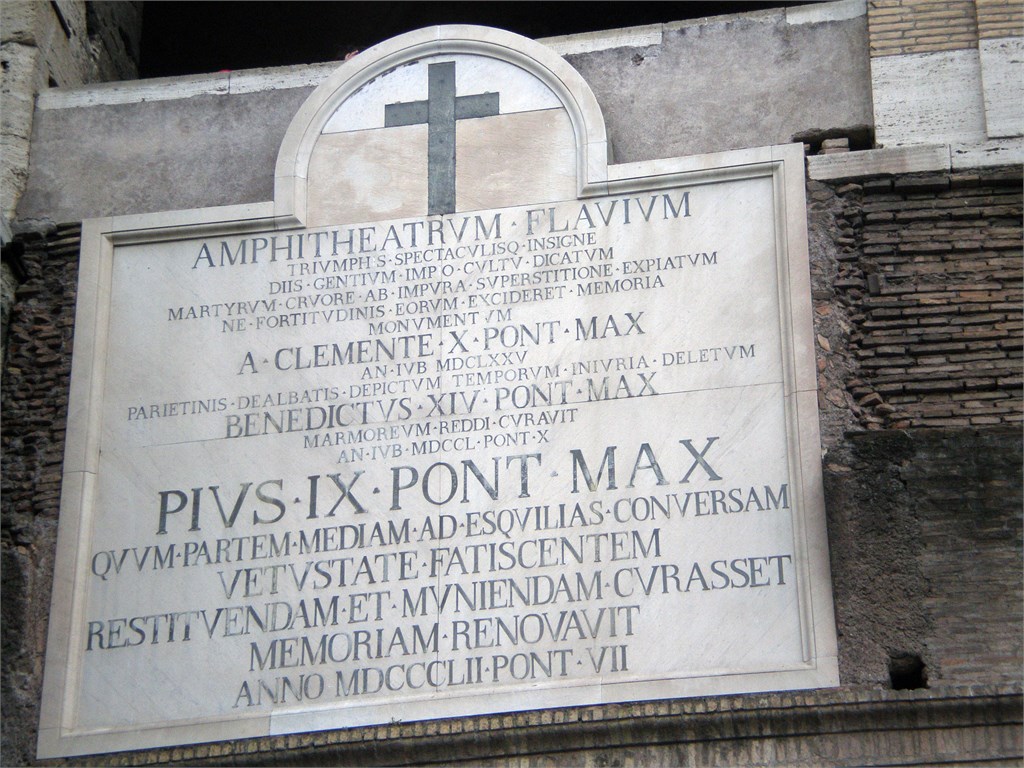 AMPHITHEATRVM · FLAVIVM
TRIVMPHIS · SPECTACVLISQ · INSIGNE
DIIS · GENTIVM · IMPIO · CVLTV · DICATVM
MARTYRVM · CRVORE · AB · IMPVRA · SVPERSTITIONE · EXPIATVM
NE · FORTITVDINIS · EORVM · EXCIDERET · MEMORIA
MONVMENTVM
A · CLEMENTE · X · PONT · MAX
AN · IVB MDCLXXV
PARIETINIS · DEALBATIS · DEPICTVM TEMPORVM · INIVRIA · DELETVM
BENEDICTVS · XIV · PONT · MAX
MARMOREVM · REDDI · CVRAVIT
AN · IVB · MDCCL · PONT · X
PIVS · IX · PONT · MAX
QVVM · PARTEM · MEDIAM · AD · ESQVILIAS · CONVERSAM
VETVSTATE · FATISCENTEM
RESTITVENDAM · ET · MVNIENDAM · CVRASSET
MEMORIAM · RENOVAVIT
ANNO MDCCCLII · PONT · VII